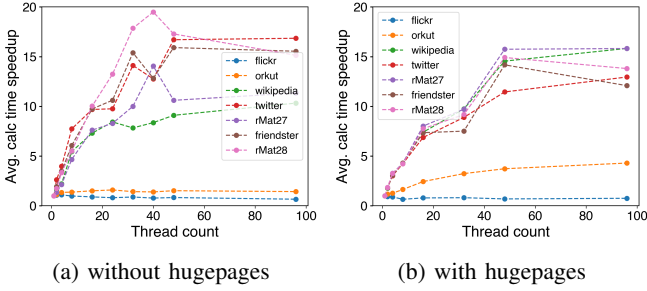 Avg. calc time speedup
20
15
10
5
0
0 20 40 60 80 100
Thread count
flickr
orkut
wikipedia
twitter
rMat27
friendster
rMat28
(a) without hugepages
Avg. calc time speedup
20
15
10
5
0
0 20 40 60 80 100
Thread count
flickr
orkut
wikipedia
twitter
rMat27
friendster
rMat28
(b) with hugepages